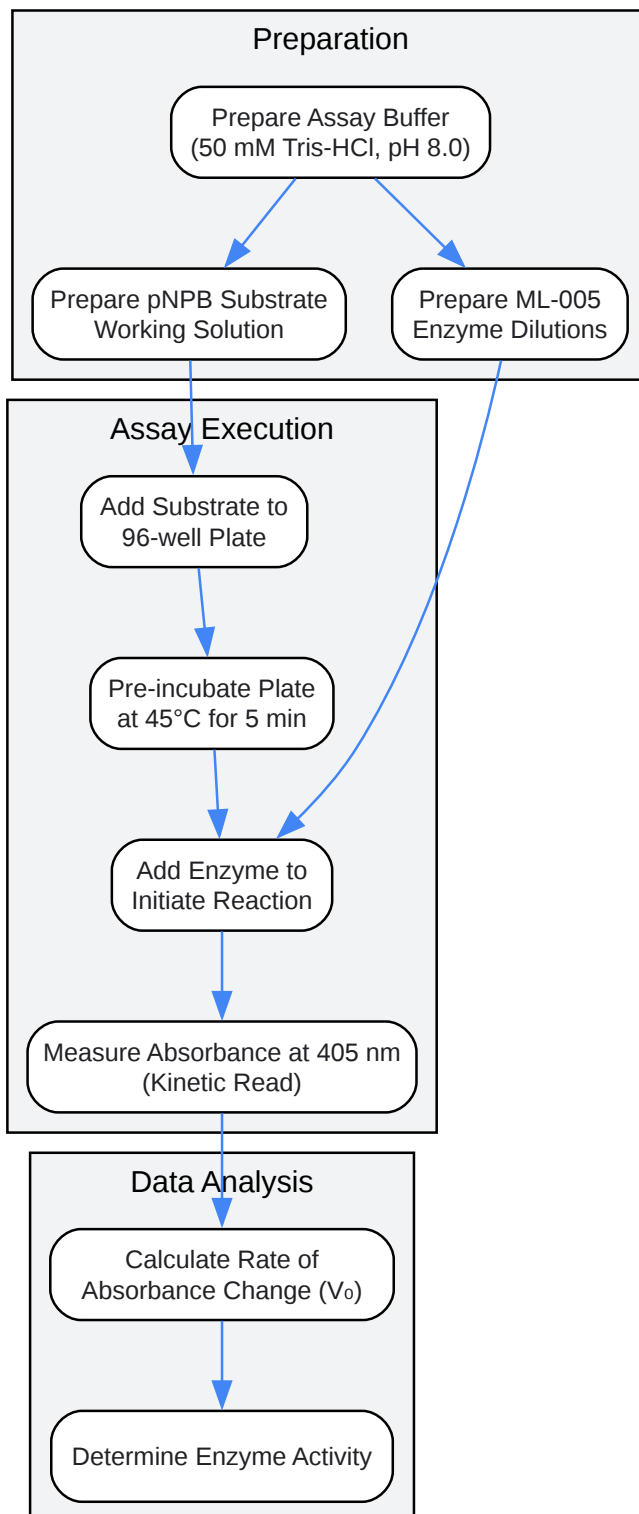 Preparation
Prepare Assay Buffer
(50 mM Tris-HCl, pH 8.0)
Prepare pNPB Substrate
Working Solution
Prepare ML-005
Enzyme Dilutions
Assay Execution
Add Substrate to
96-well Plate
Pre-incubate Plate
at 45°C for 5 min
Add Enzyme to
Initiate Reaction
Measure Absorbance at 405 nm
(Kinetic Read)
Data Analysis
Calculate Rate of
Absorbance Change (V₀)
Determine Enzyme Activity